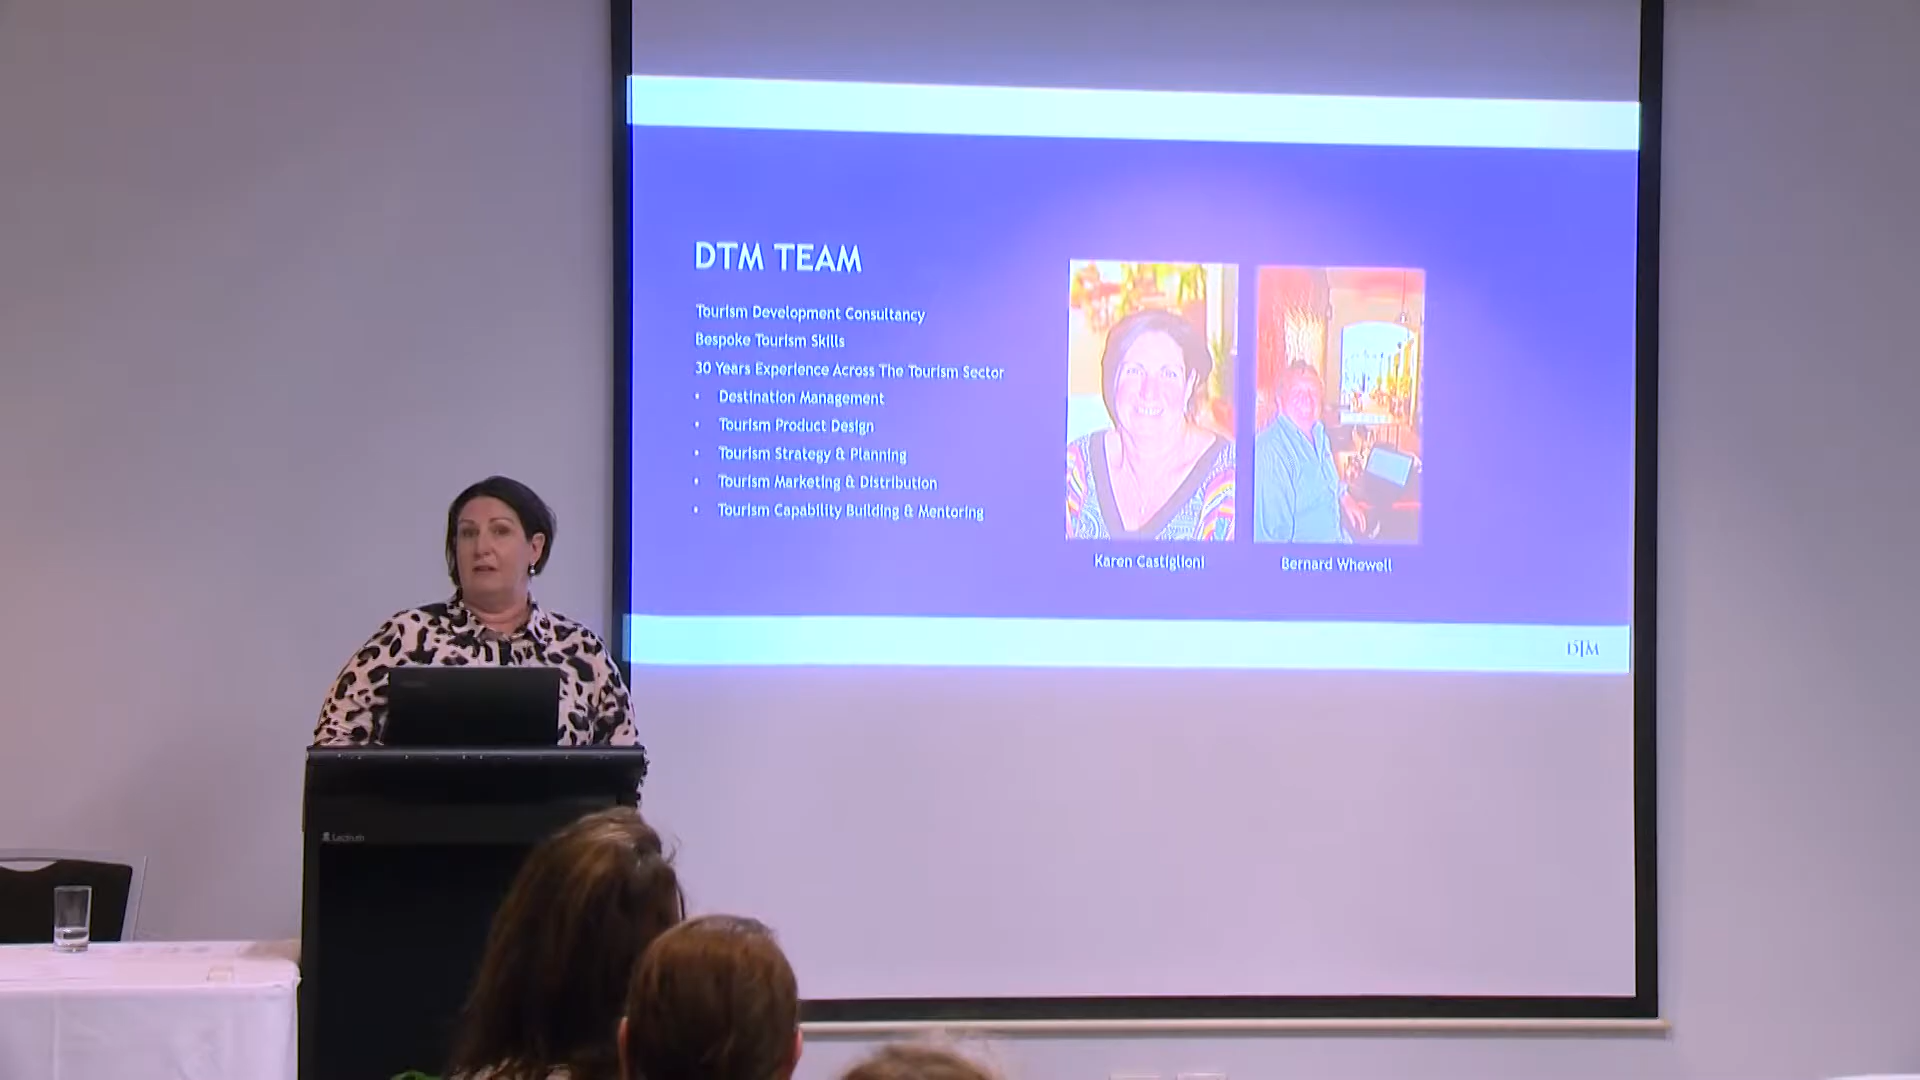 DTM TEAM
Tourism Development Consultancy
Bespoke Tourism Skills
30 Years Experience Across The Tourism Sector
• Destination Management
• Tourism Product Design
• Tourism Strategy & Planning
• Tourism Marketing & Distribution
• Tourism Capability Building & Mentoring
Karen Castiglioni
Bernard Whewell
DTM
Lectrum